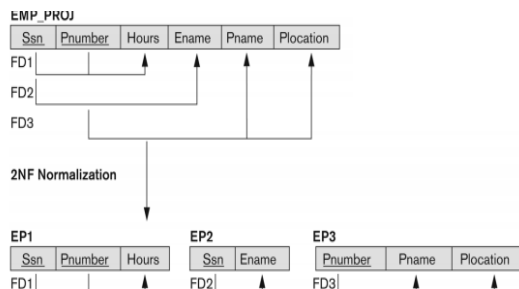 EMP_PROJ
Ssn Pnumber Hours Ename Pname Plocation
FD1
FD2
FD3
2NF Normalization
EP1 EP2 EP3
Ssn Pnumber Hours Ssn Ename Pnumber Pname Plocation
FD1 FD2 FD3